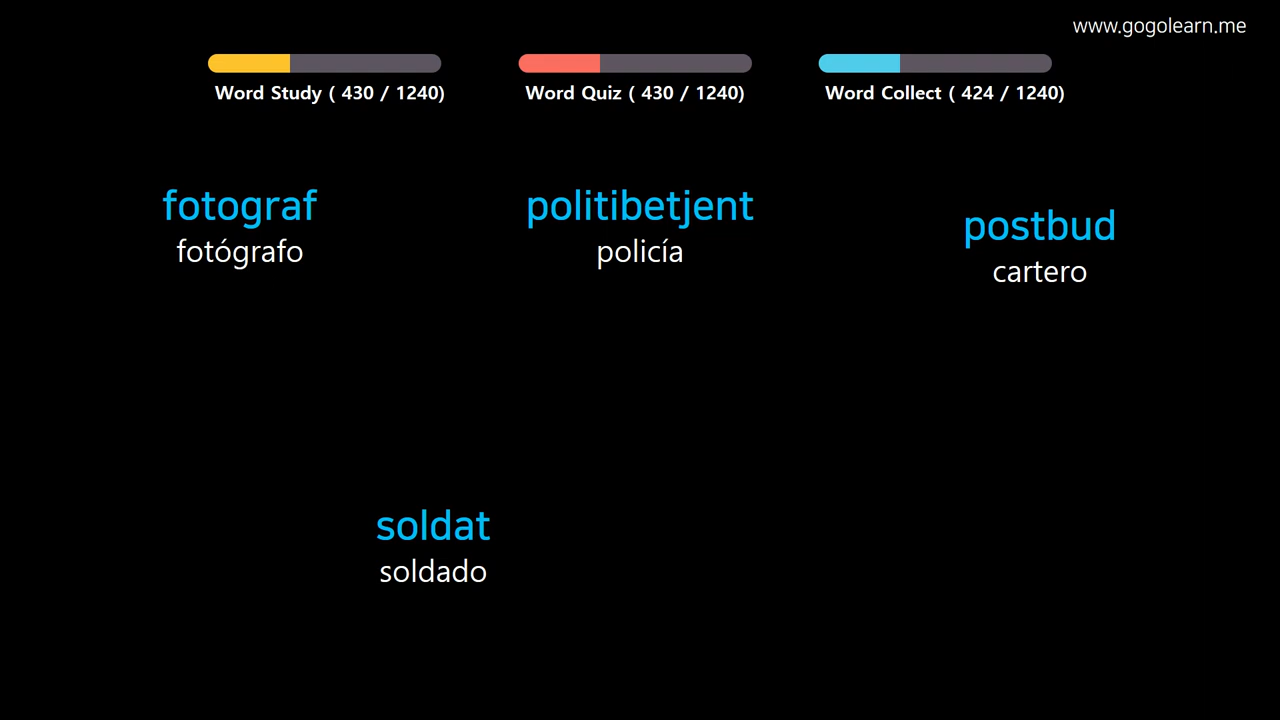 www.gogolearn.me
Word Study ( 430 / 1240)
Word Quiz ( 430 / 1240)
Word Collect ( 424 / 1240)
fotograf
fotógrafo
politibetjent
policía
postbud
cartero
soldat
soldado